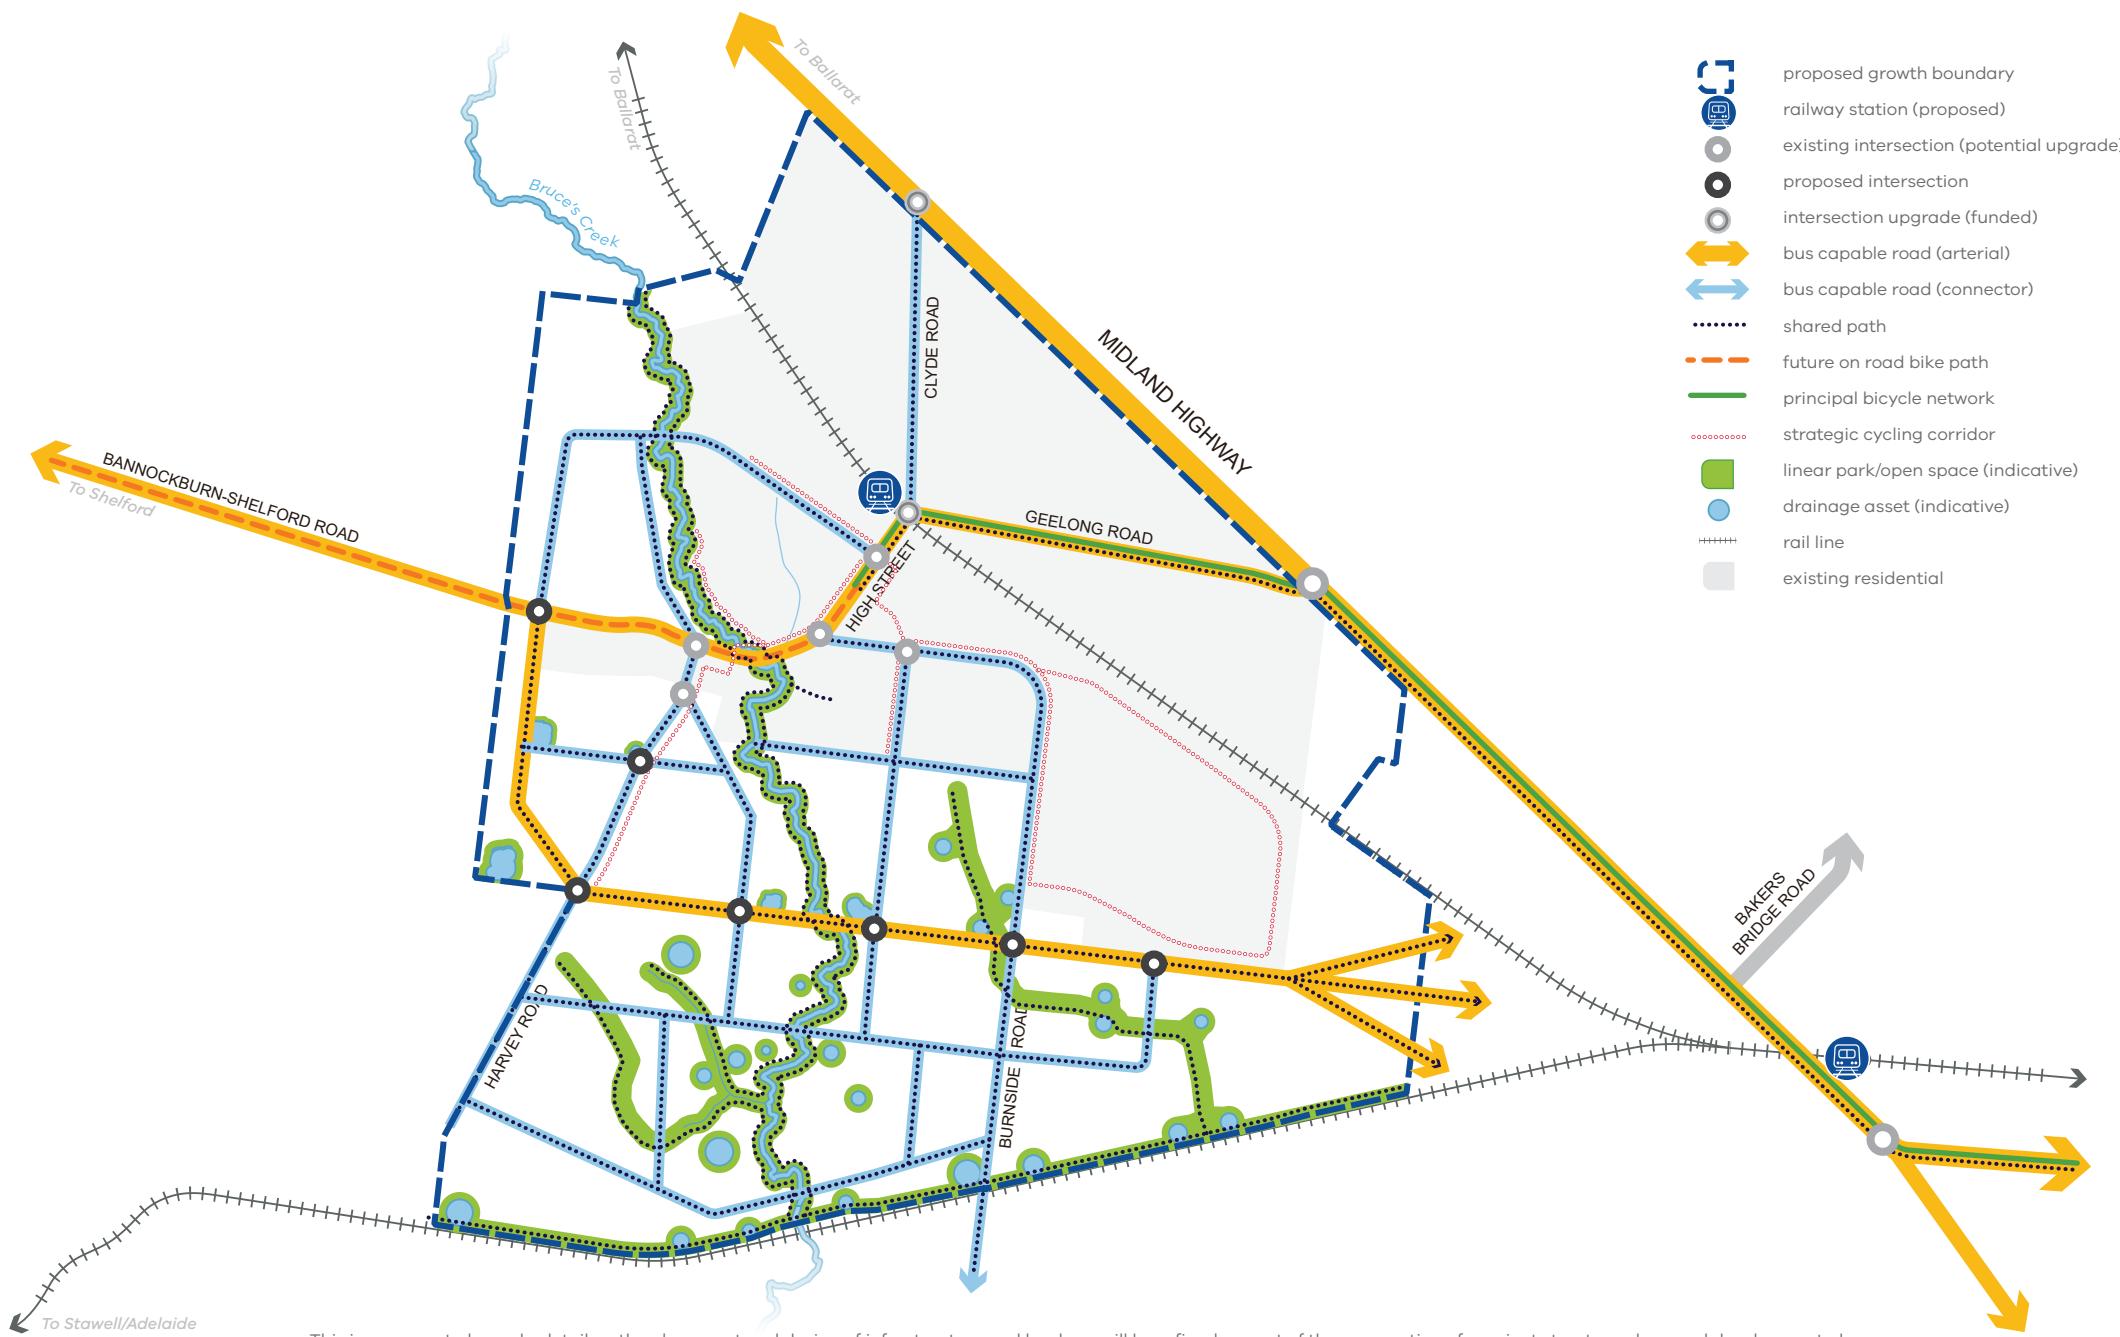 To Ballarat
To Ballarat
Bruce's Creek
CLYDE ROAD
MIDLAND HIGHWAY
BANNOCKBURN-SHELFORD ROAD
To Shelford
GEELONG ROAD
HIGH STREET
BAKERS
BRIDGE ROAD
HARVEY ROAD
BURNSIDE ROAD
To Stawell/Adelaide
proposed growth boundary
railway station (proposed)
existing intersection (potential upgrade)
proposed intersection
intersection upgrade (funded)
bus capable road (arterial)
bus capable road (connector)
shared path
future on road bike path
principal bicycle network
strategic cycling corridor
linear park/open space (indicative)
drainage asset (indicative)
rail line
existing residential